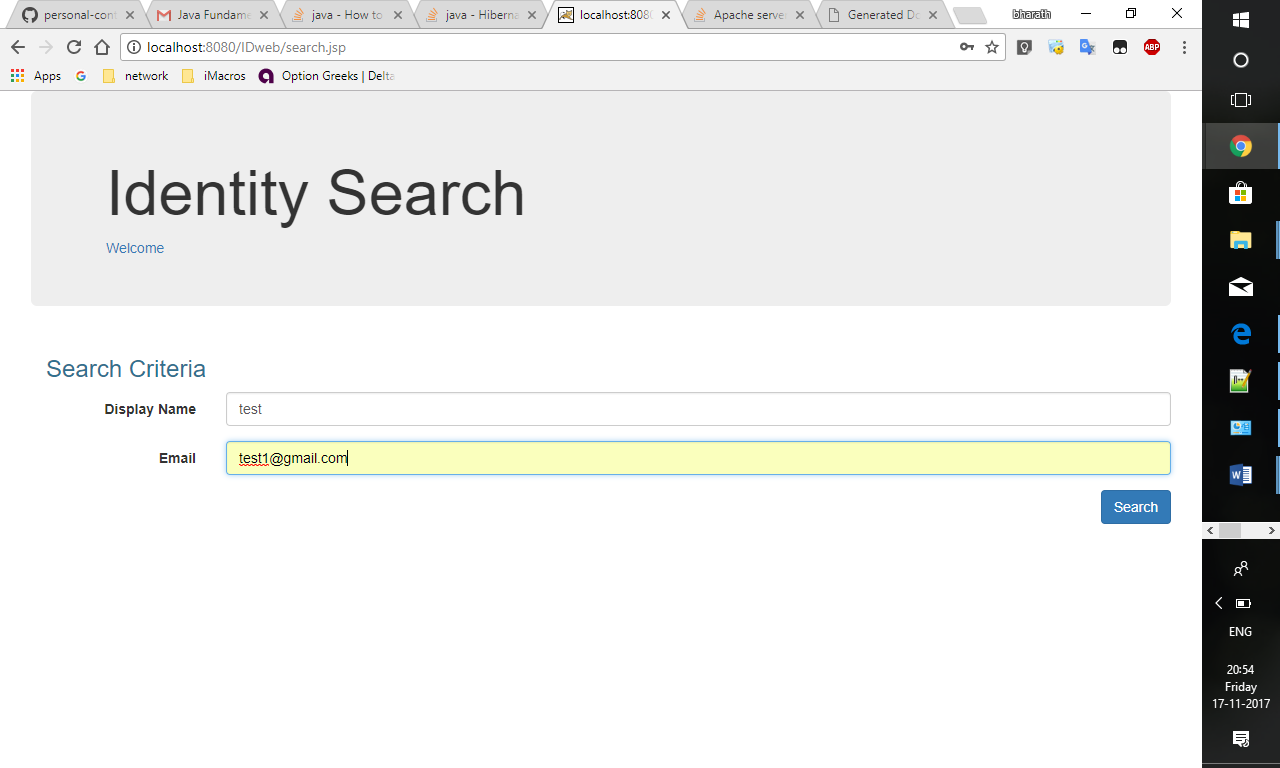 personal-cont
Java Fundame
java - How to
java - Hiberna
localhost:8080
Apache serve
Generated Do
bharath
localhost:8080/IDweb/search.jsp
ABP
Apps
G
network
iMacros
Option Greeks | Delta
Identity Search
Welcome
Search Criteria
Display Name
test
Email
test1@gmail.com
Search
ENG
20:54
Friday
17-11-2017